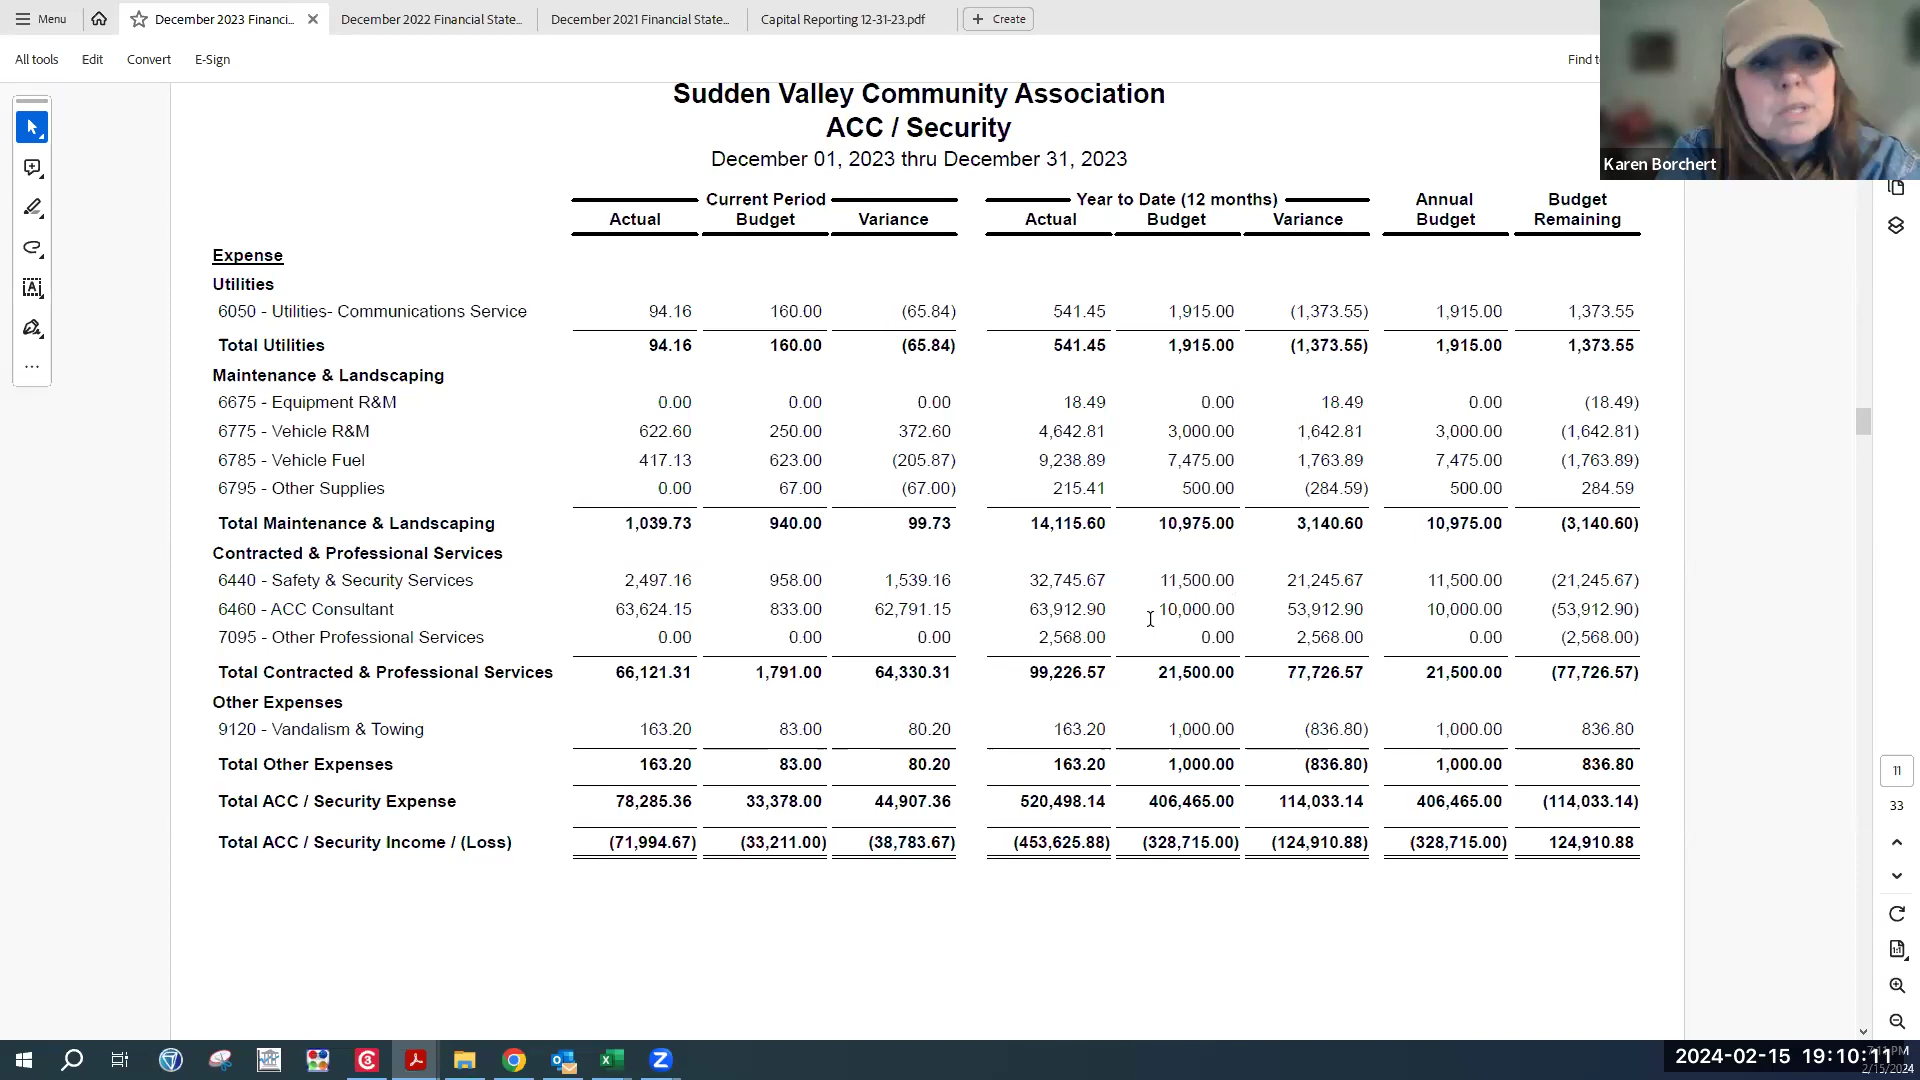 Menu
December 2023 Financi...
December 2022 Financial State...
December 2021 Financial State...
Capital Reporting 12-31-23.pdf
Create
All tools Edit Convert E-Sign
Find
Karen Borchert
Sudden Valley Community Association
ACC / Security
December 01, 2023 thru December 31, 2023
Current Period Year to Date (12 months) Annual Budget
Actual Budget Variance Actual Budget Variance Budget Remaining
Expense
Utilities
6050 - Utilities- Communications Service 94.16 160.00 (65.84) 541.45 1,915.00 (1,373.55) 1,915.00 1,373.55
Total Utilities 94.16 160.00 (65.84) 541.45 1,915.00 (1,373.55) 1,915.00 1,373.55
Maintenance & Landscaping
6675 - Equipment R&M 0.00 0.00 0.00 18.49 0.00 18.49 0.00 (18.49)
6775 - Vehicle R&M 622.60 250.00 372.60 4,642.81 3,000.00 1,642.81 3,000.00 (1,642.81)
6785 - Vehicle Fuel 417.13 623.00 (205.87) 9,238.89 7,475.00 1,763.89 7,475.00 (1,763.89)
6795 - Other Supplies 0.00 67.00 (67.00) 215.41 500.00 (284.59) 500.00 284.59
Total Maintenance & Landscaping 1,039.73 940.00 99.73 14,115.60 10,975.00 3,140.60 10,975.00 (3,140.60)
Contracted & Professional Services
6440 - Safety & Security Services 2,497.16 958.00 1,539.16 32,745.67 11,500.00 21,245.67 11,500.00 (21,245.67)
6460 - ACC Consultant 63,624.15 833.00 62,791.15 63,912.90 10,000.00 53,912.90 10,000.00 (53,912.90)
7095 - Other Professional Services 0.00 0.00 0.00 2,568.00 0.00 2,568.00 0.00 (2,568.00)
Total Contracted & Professional Services 66,121.31 1,791.00 64,330.31 99,226.57 21,500.00 77,726.57 21,500.00 (77,726.57)
Other Expenses
9120 - Vandalism & Towing 163.20 83.00 80.20 163.20 1,000.00 (836.80) 1,000.00 836.80
Total Other Expenses 163.20 83.00 80.20 163.20 1,000.00 (836.80) 1,000.00 836.80
Total ACC / Security Expense 78,285.36 33,378.00 44,907.36 520,498.14 406,465.00 114,033.14 406,465.00 (114,033.14)
Total ACC / Security Income / (Loss) (71,994.67) (33,211.00) (38,783.67) (453,625.88) (328,715.00) (124,910.88) (328,715.00) 124,910.88
11
33
2024-02-15 19:10:11
2/15/2024